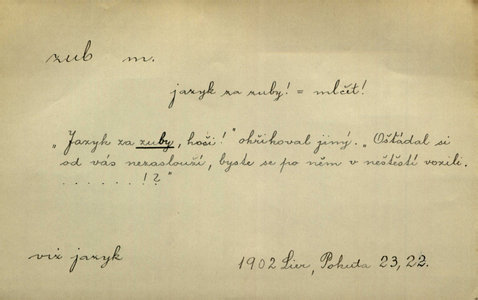 zub m.
jazyk za zuby! = mlčet!
„Jazyk za zuby, hoši!" okřikoval jiný. „Ošťádal si
od vás nezaslouží, byste se po něm v neštěstí vozili.
........!?"
viz jazyk
1902 Lier, Pokuta 23, 22.